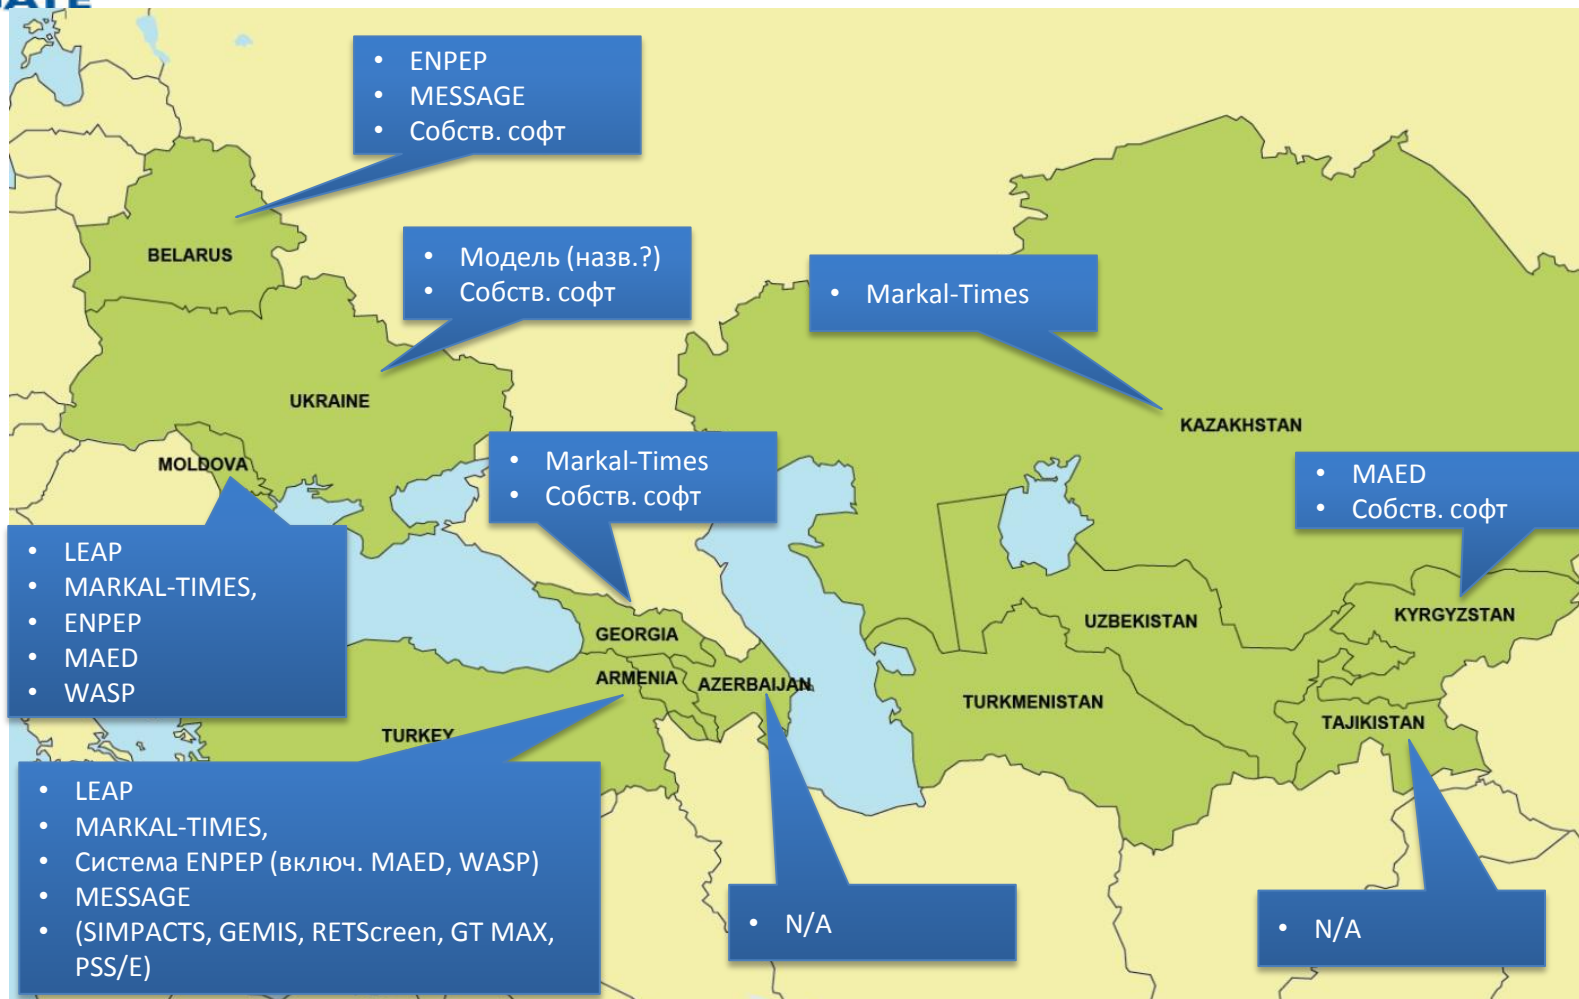 • ENPEP
• MESSAGE
• Собств. софт
BELARUS
• Модель (назв.?)
• Собств. софт
UKRAINE
• Markal-Times
KAZAKHSTAN
MOLDOVA
• Markal-Times
• Собств. софт
• MAED
• Собств. софт
• LEAP
• MARKAL-TIMES,
• ENPEP
• MAED
• WASP
GEORGIA
UZBEKISTAN
KYRGYZSTAN
ARMENIA
AZERBAIJAN
TURKMENISTAN
TAJIKISTAN
TURKEY
• LEAP
• MARKAL-TIMES,
• Система ENPEP (включ. MAED, WASP)
• MESSAGE
• (SIMPACTS, GEMIS, RETScreen, GT MAX,
PSS/E)
• N/A
• N/A